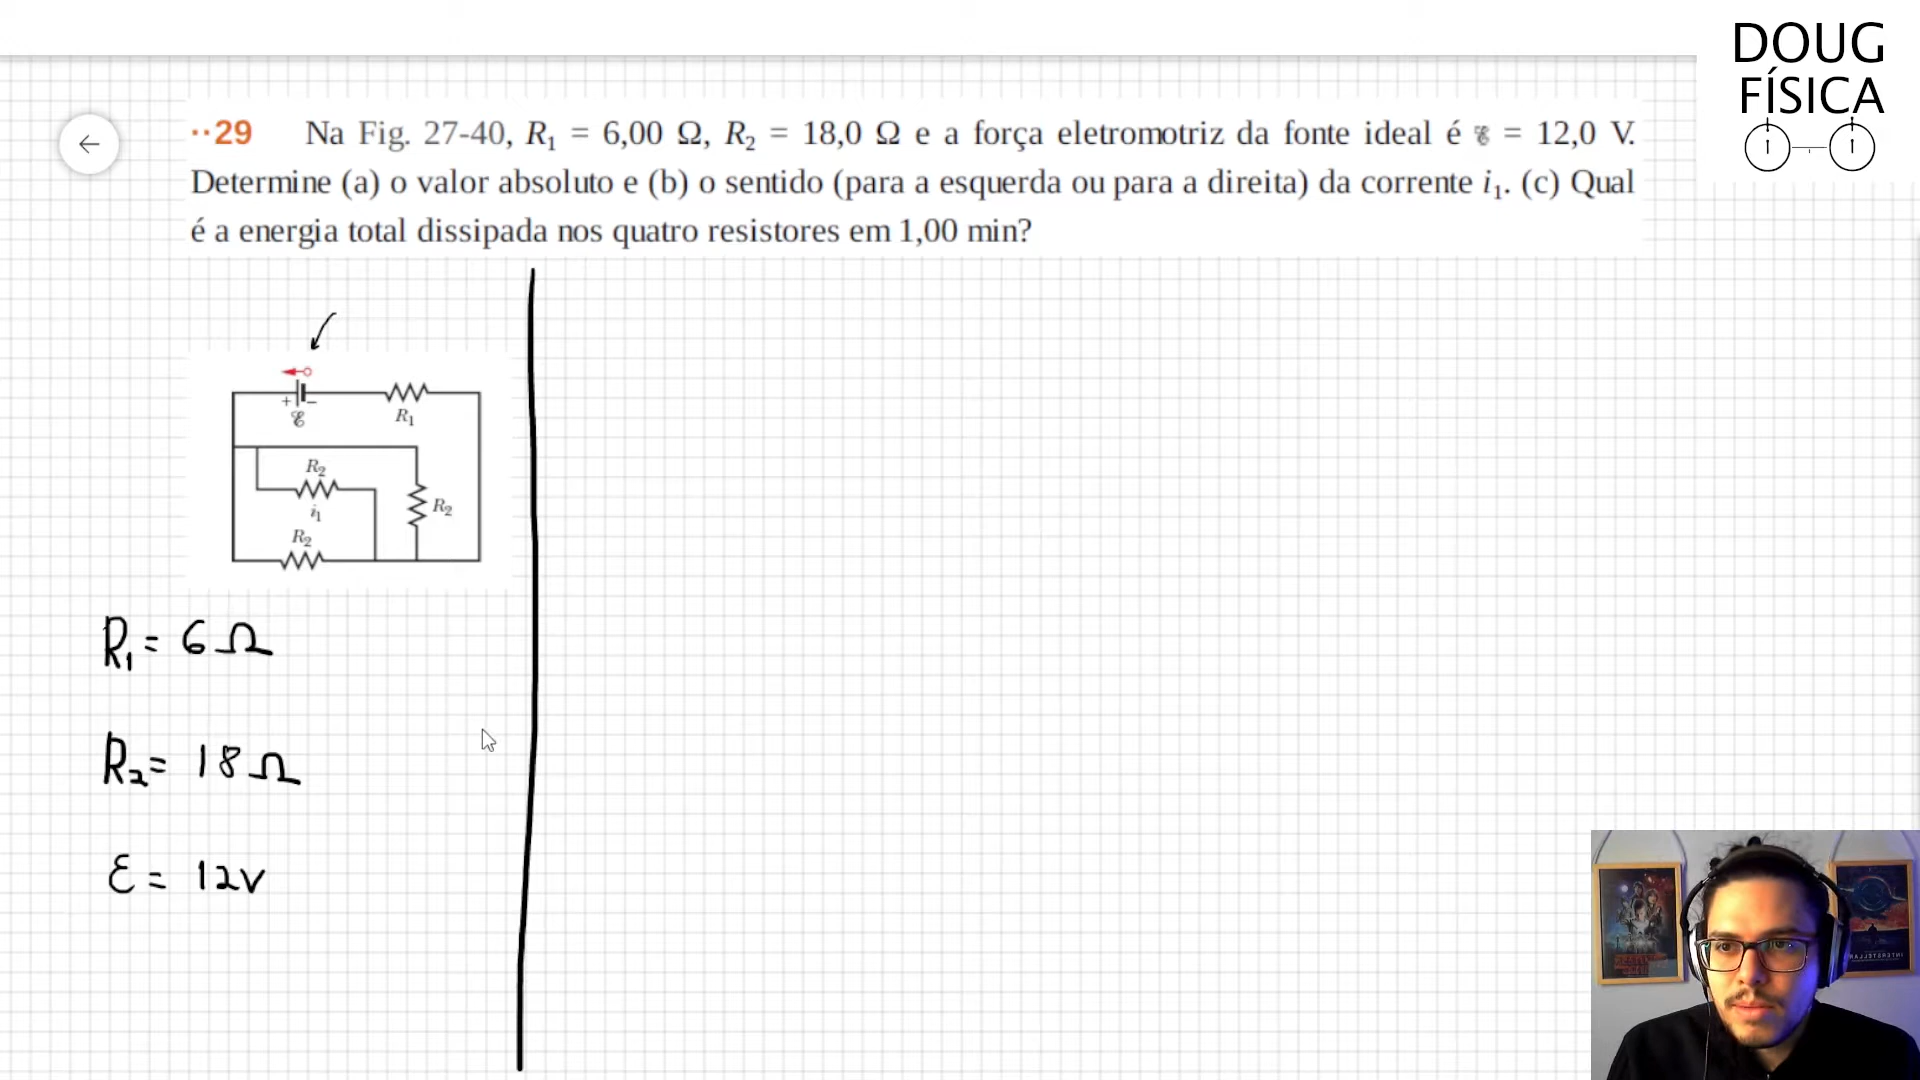 DOUG
FÍSICA
··29 Na Fig. 27-40, R₁ = 6,00 Ω, R₂ = 18,0 Ω e a força eletromotriz da fonte ideal é ℰ = 12,0 V.
Determine (a) o valor absoluto e (b) o sentido (para a esquerda ou para a direita) da corrente i₁. (c) Qual
é a energia total dissipada nos quatro resistores em 1,00 min?
+ −
ℰ R₁
R₂
i₁ R₂
R₂
R₁ = 6 Ω
R₂ = 18 Ω
ℰ = 12V
INTERSTELLAR